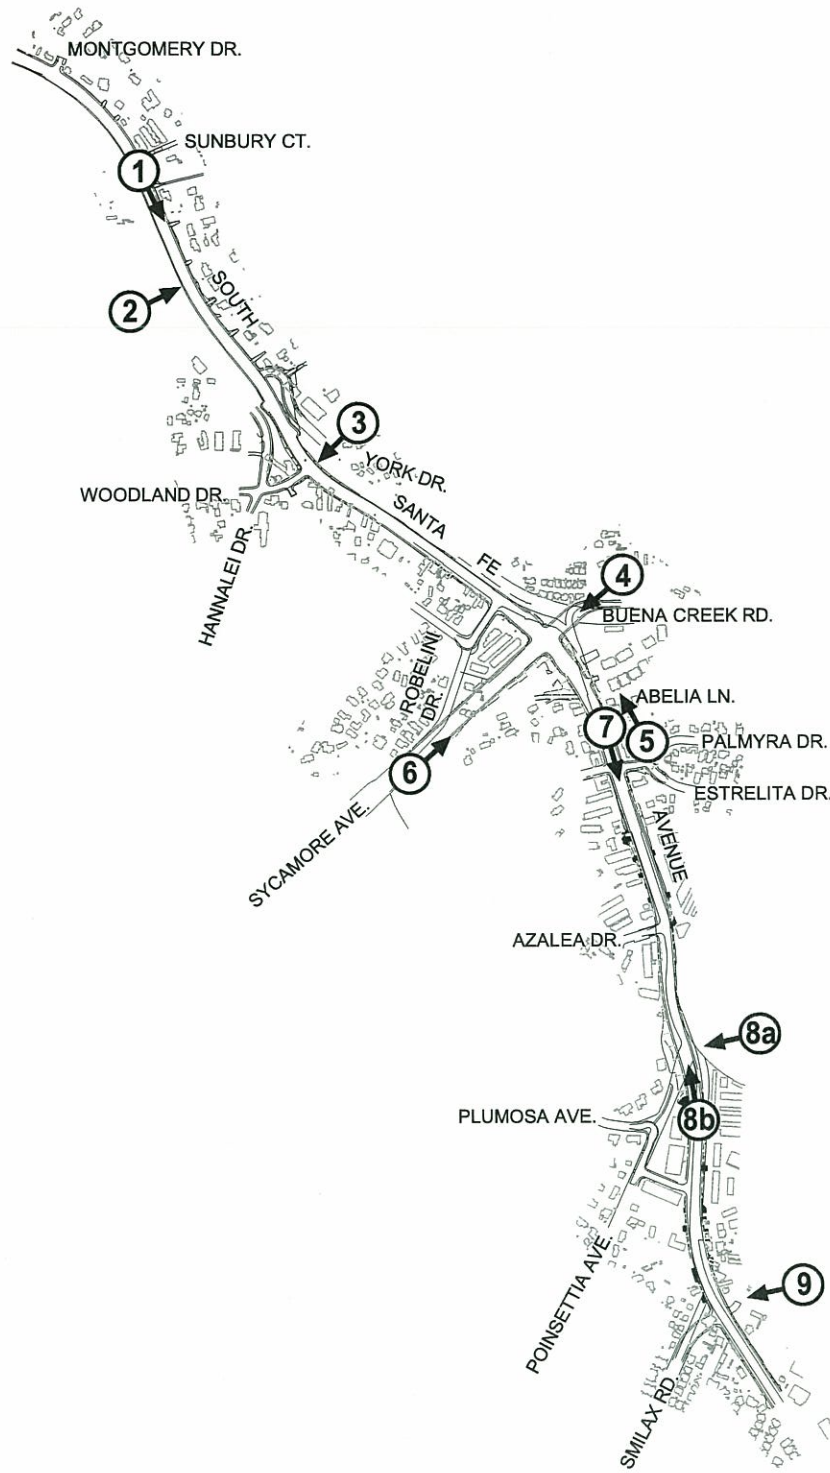 MONTGOMERY DR.
SUNBURY CT.
1
2
SOUTH
3
YORK DR.
WOODLAND DR.
SANTA
HANNALEI DR.
FE
4
BUENA CREEK RD.
ROBELINI
DR.
ABELIA LN.
7
5
PALMYRA DR.
6
ESTRELITA DR.
SYCAMORE AVE.
AVENUE
AZALEA DR.
8a
PLUMOSA AVE.
8b
POINSETTIA AVE.
9
SMILAX RD.